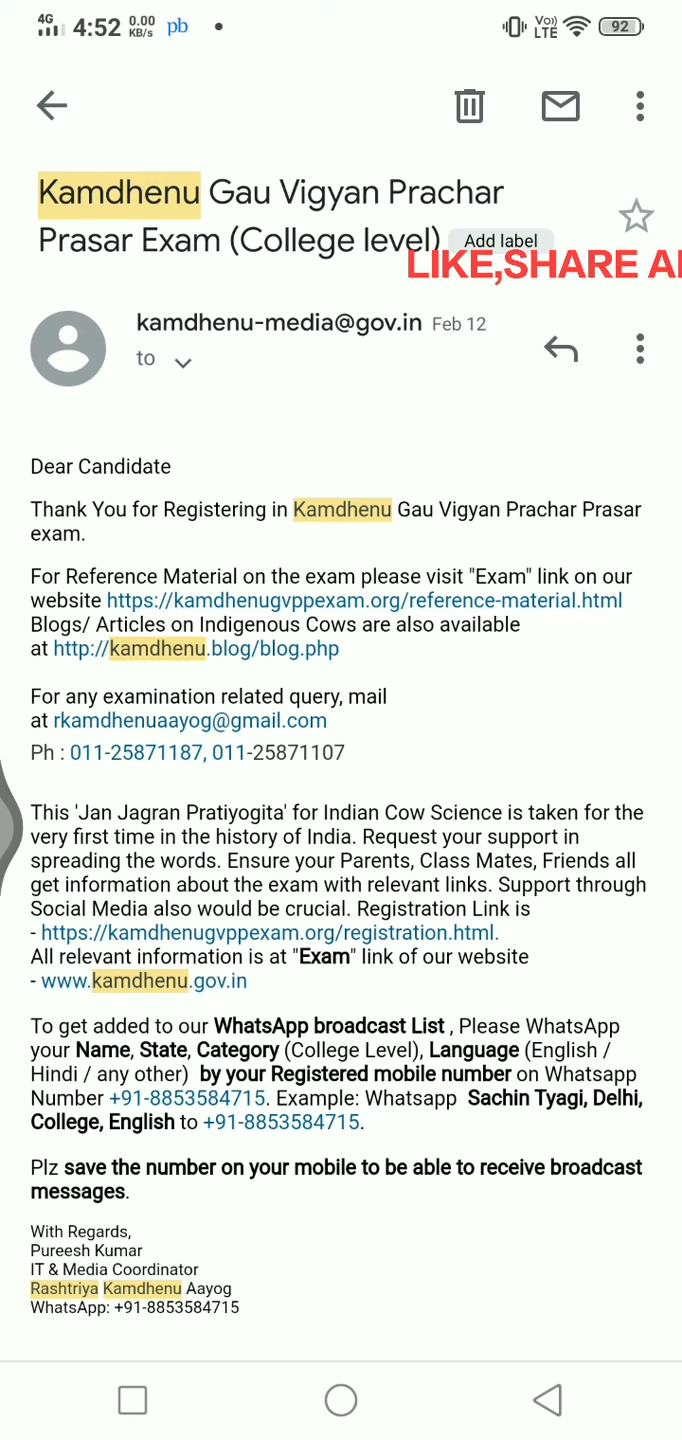 4G 4:52 0.00 KB/s pb Vo)) LTE 92
Kamdhenu Gau Vigyan Prachar
Prasar Exam (College level) Add label
LIKE,SHARE
kamdhenu-media@gov.in Feb 12
to
Dear Candidate
Thank You for Registering in Kamdhenu Gau Vigyan Prachar Prasar
exam.
For Reference Material on the exam please visit "Exam" link on our
website https://kamdhenugvppexam.org/reference-material.html
Blogs/ Articles on Indigenous Cows are also available
at http://kamdhenu.blog/blog.php
For any examination related query, mail
at rkamdhenuaayog@gmail.com
Ph : 011-25871187, 011-25871107
This 'Jan Jagran Pratiyogita' for Indian Cow Science is taken for the
very first time in the history of India. Request your support in
spreading the words. Ensure your Parents, Class Mates, Friends all
get information about the exam with relevant links. Support through
Social Media also would be crucial. Registration Link is
- https://kamdhenugvppexam.org/registration.html.
All relevant information is at "Exam" link of our website
- www.kamdhenu.gov.in
To get added to our WhatsApp broadcast List , Please WhatsApp
your Name, State, Category (College Level), Language (English /
Hindi / any other) by your Registered mobile number on Whatsapp
Number +91-8853584715. Example: Whatsapp Sachin Tyagi, Delhi,
College, English to +91-8853584715.
Plz save the number on your mobile to be able to receive broadcast
messages.
With Regards,
Pureesh Kumar
IT & Media Coordinator
Rashtriya Kamdhenu Aayog
WhatsApp: +91-8853584715